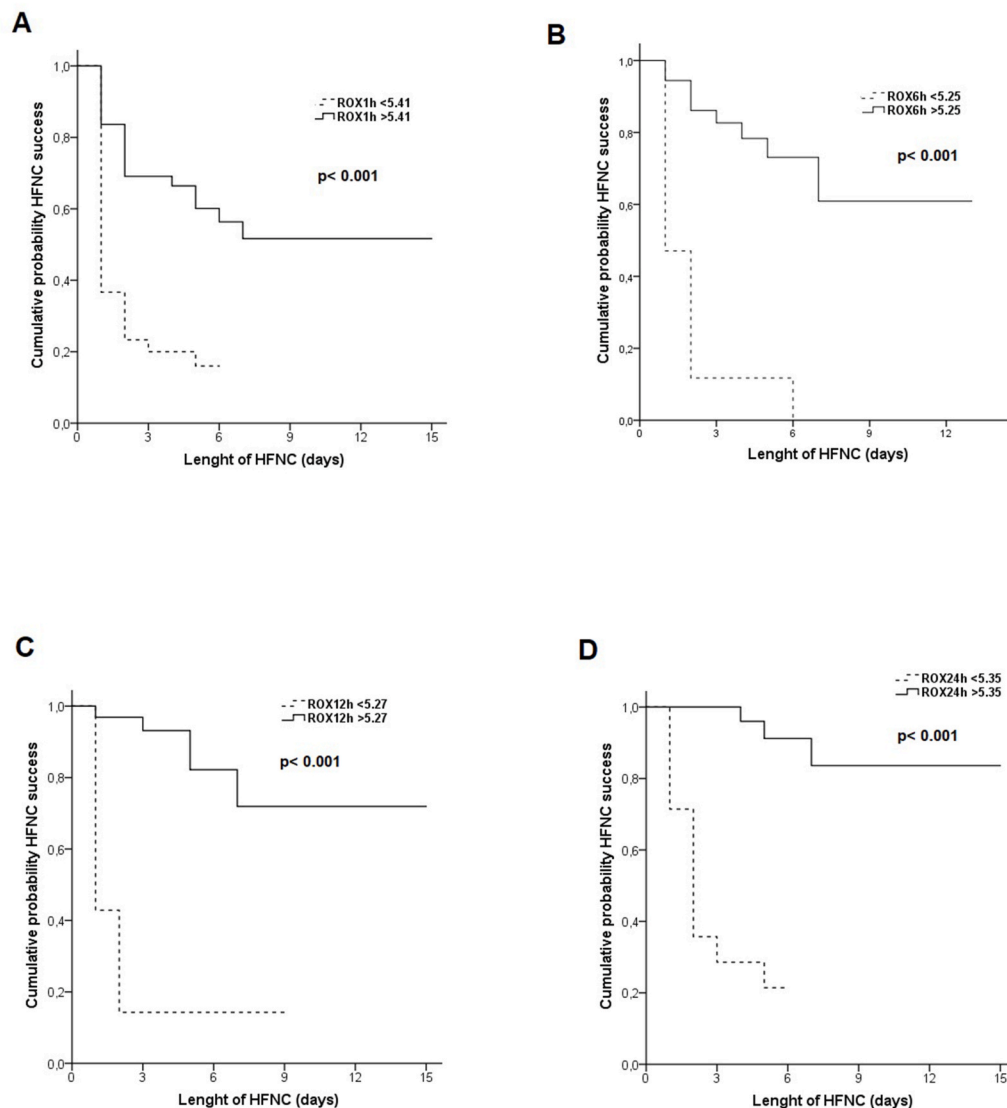 A
1,0
0,8
0,6
0,4
0,2
0,0
Cumulative probability HFNC success
ROX1h <5.41
ROX1h >5.41
p< 0.001
0 3 6 9 12 15
Lenght of HFNC (days)
B
1,0
0,8
0,6
0,4
0,2
0,0
Cumulative probability HFNC success
ROX6h <5.25
ROX6h >5.25
p< 0.001
0 3 6 9 12
Lenght of HFNC (days)
C
1,0
0,8
0,6
0,4
0,2
0,0
Cumulative probability HFNC success
ROX12h <5.27
ROX12h >5.27
p< 0.001
0 3 6 9 12 15
Lenght of HFNC (days)
D
1,0
0,8
0,6
0,4
0,2
0,0
Cumulative probability HFNC success
ROX24h <5.35
ROX24h >5.35
p< 0.001
0 3 6 9 12 15
Lenght of HFNC (days)